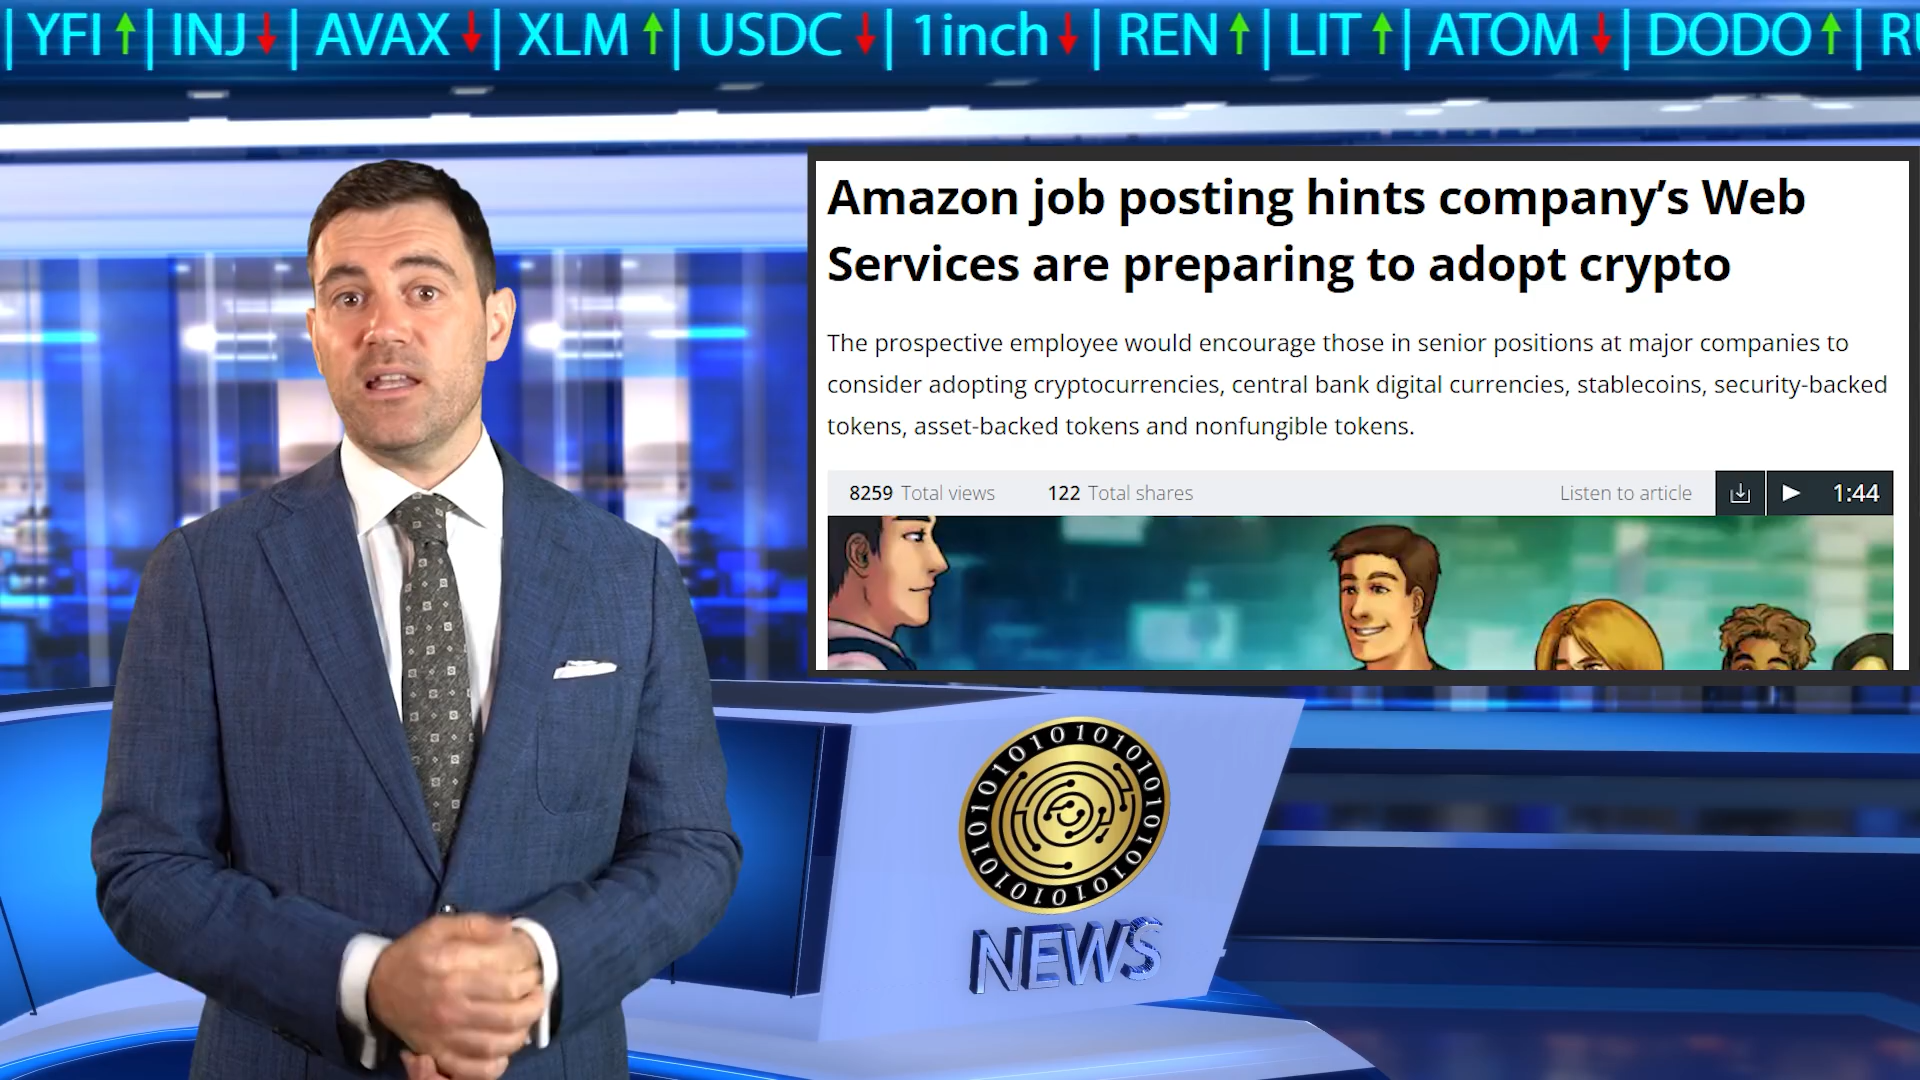 YFI INJ AVAX XLM USDC 1inch REN LIT ATOM DODO
Amazon job posting hints company's Web
Services are preparing to adopt crypto
The prospective employee would encourage those in senior positions at major companies to
consider adopting cryptocurrencies, central bank digital currencies, stablecoins, security-backed
tokens, asset-backed tokens and nonfungible tokens.
8259 Total views 122 Total shares Listen to article 1:44
NEWS